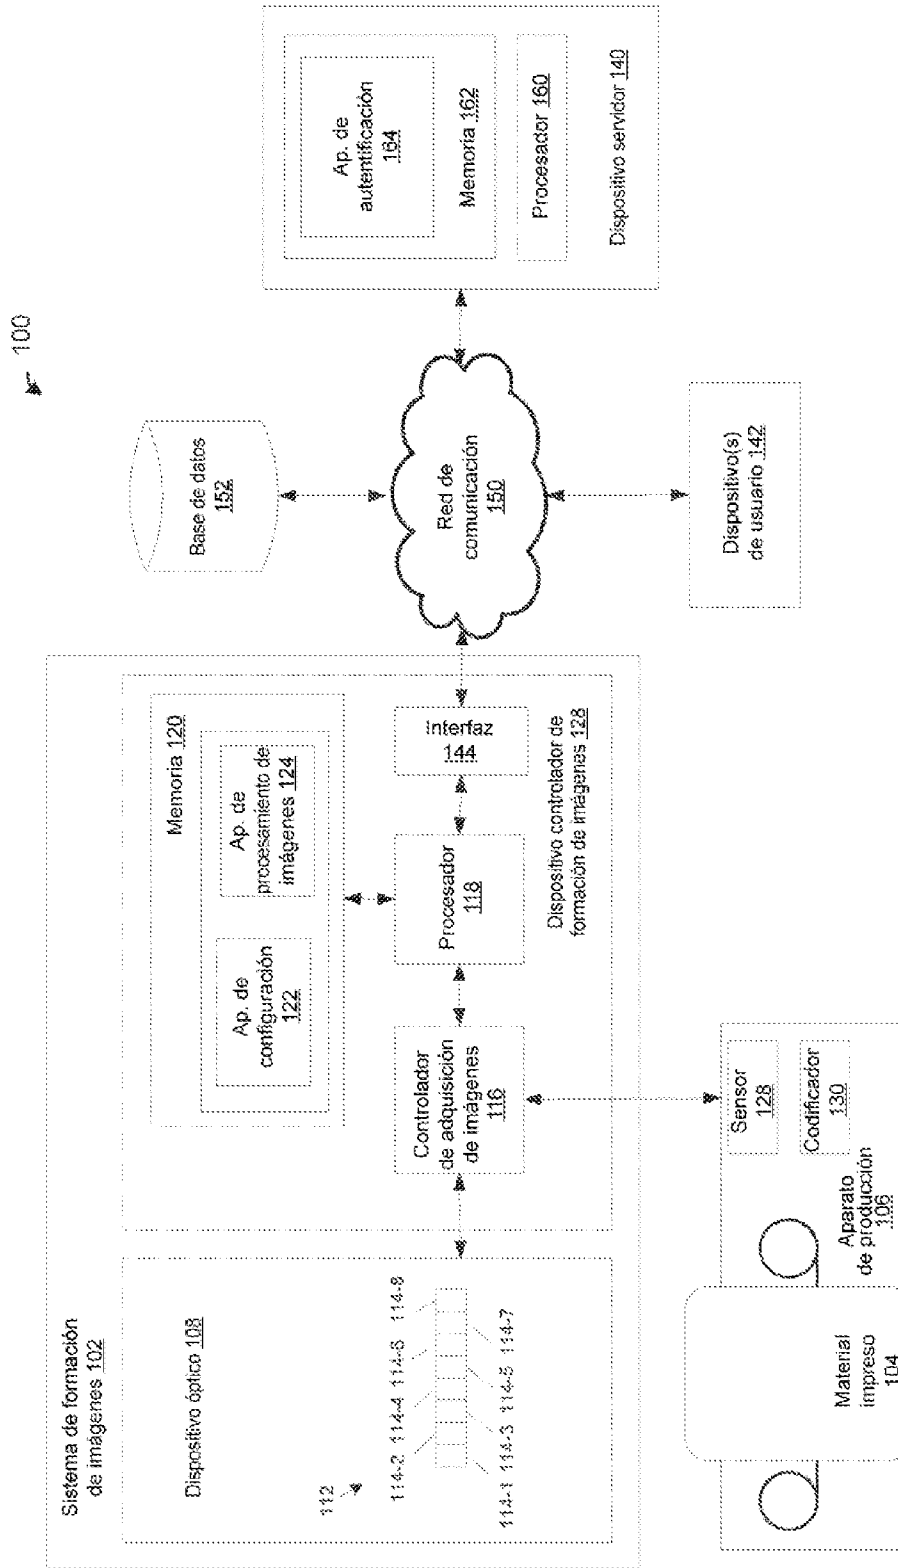 100
Sistema de formación
de imágenes 102
Dispositivo óptico 108
112
114-2
114-4
114-6
114-8
114-1
114-3
114-5
114-7
Memoria 120
Ap. de
configuración
122
Ap. de
procesamiento de
imágenes 124
Controlador
de adquisición
de imágenes
116
Procesador
118
Interfaz
144
Dispositivo controlador de
formación de imágenes 128
Base de datos
152
Red de
comunicación
150
Ap. de
autentificación
164
Memoria 162
Procesador 160
Dispositivo servidor 140
Dispositivo(s)
de usuario 142
Material
impreso
104
Aparato
de producción
106
Sensor
128
Codificador
130